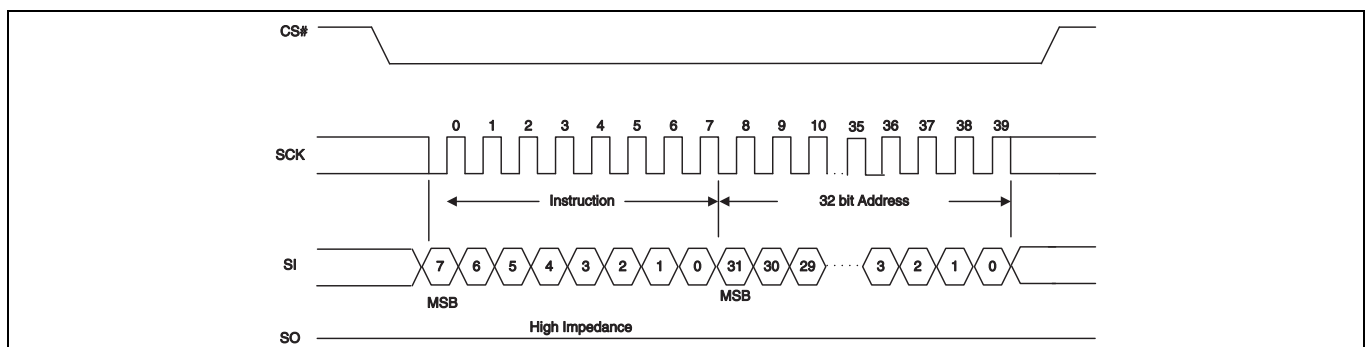 CS#
0 1 2 3 4 5 6 7 8 9 10 35 36 37 38 39
SCK
Instruction 32 bit Address
SI 7 6 5 4 3 2 1 0 31 30 29 3 2 1 0
MSB MSB
High Impedance
SO